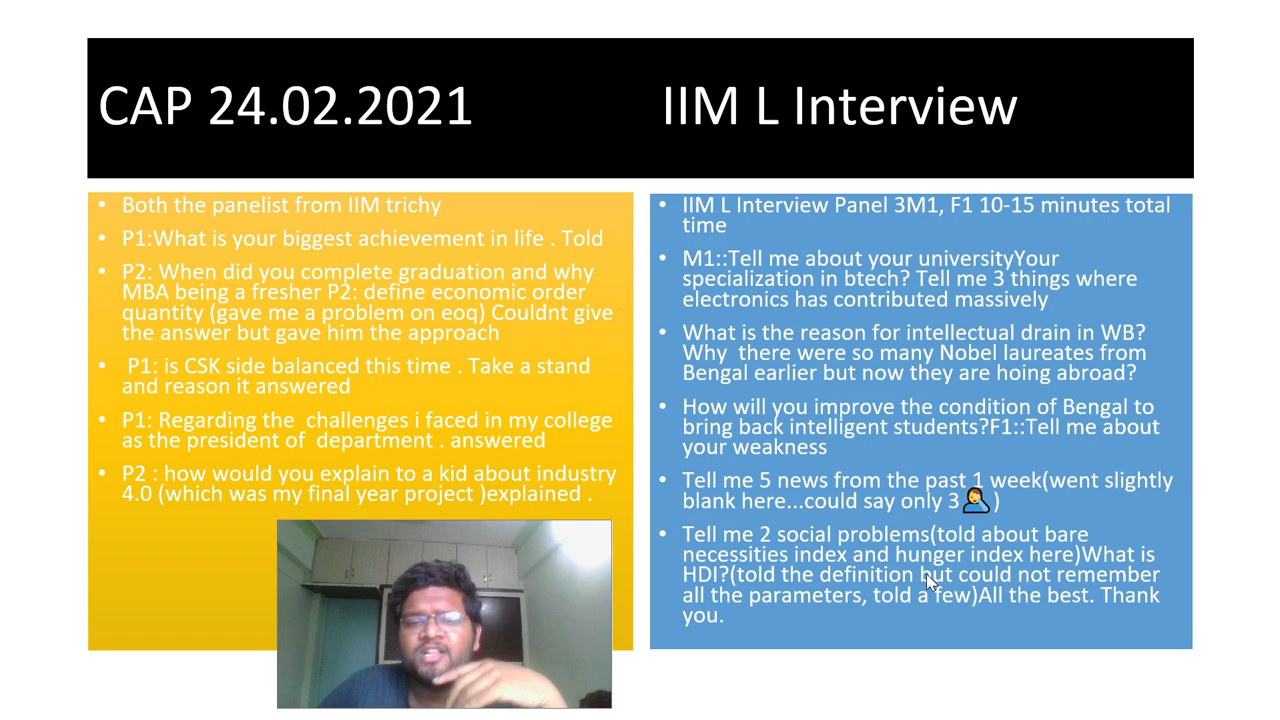 CAP 24.02.2021
IIM L Interview
• Both the panelist from IIM trichy
• P1:What is your biggest achievement in life . Told
• P2: When did you complete graduation and why
MBA being a fresher P2: define economic order
quantity (gave me a problem on eoq) Couldnt give
the answer but gave him the approach
• P1: is CSK side balanced this time . Take a stand
and reason it answered
• P1: Regarding the challenges i faced in my college
as the president of department . answered
• P2 : how would you explain to a kid about industry
4.0 (which was my final year project )explained .
• IIM L Interview Panel 3M1, F1 10-15 minutes total
time
• M1::Tell me about your universityYour
specialization in btech? Tell me 3 things where
electronics has contributed massively
• What is the reason for intellectual drain in WB?
Why there were so many Nobel laureates from
Bengal earlier but now they are hoing abroad?
• How will you improve the condition of Bengal to
bring back intelligent students?F1::Tell me about
your weakness
• Tell me 5 news from the past 1 week(went slightly
blank here...could say only 3🤦‍♂️)
• Tell me 2 social problems(told about bare
necessities index and hunger index here)What is
HDI?(told the definition but could not remember
all the parameters, told a few)All the best. Thank
you.